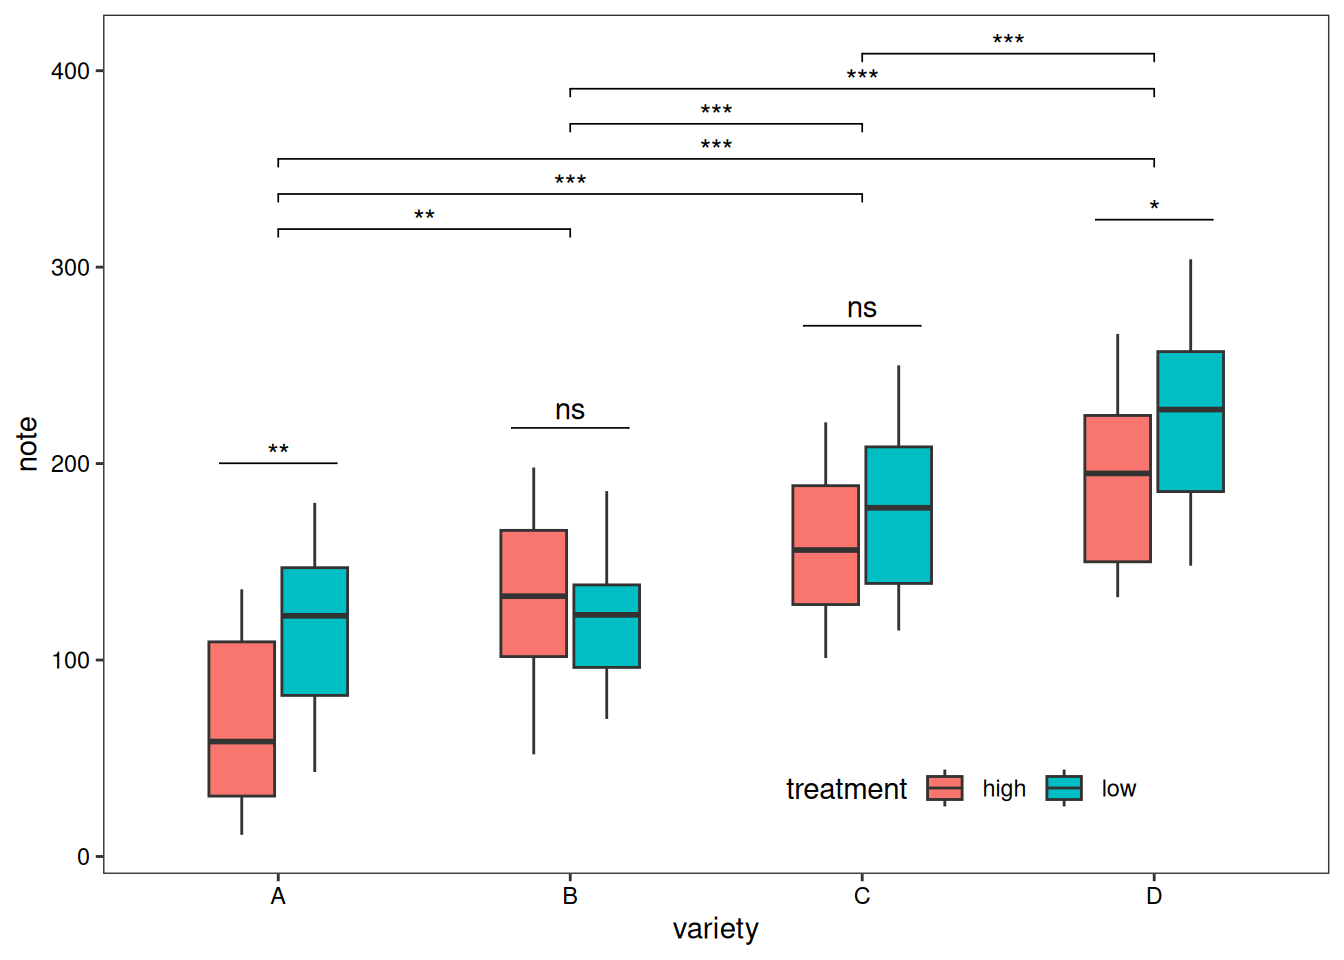 ***
400
***
***
***
***
**
*
300
ns
ns
**
200
note
100
treatment high low
0
A B C D
variety